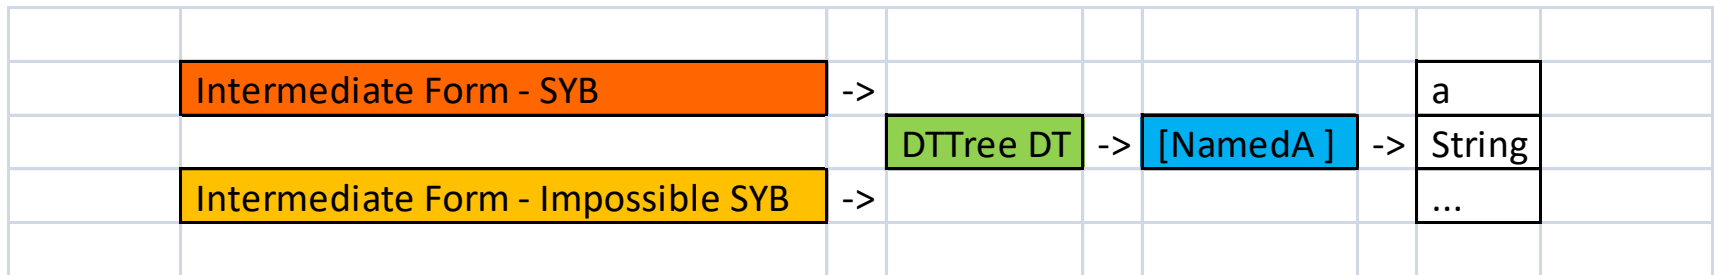 Intermediate Form - SYB -> a
DTTree DT -> [NamedA ] -> String
Intermediate Form - Impossible SYB -> ...